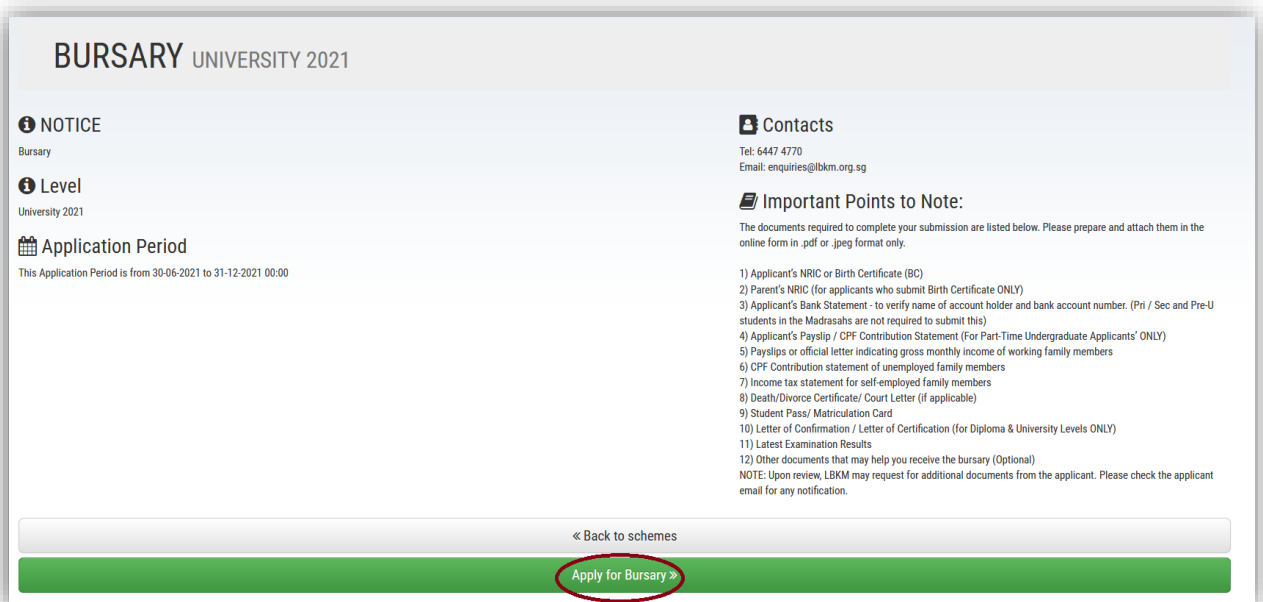 BURSARY UNIVERSITY 2021
NOTICE
Bursary
Level
University 2021
Application Period
This Application Period is from 30-06-2021 to 31-12-2021 00:00
Contacts
Tel: 6447 4770
Email: enquiries@lbkm.org.sg
Important Points to Note:
The documents required to complete your submission are listed below. Please prepare and attach them in the
online form in .pdf or .jpeg format only.
1) Applicant's NRIC or Birth Certificate (BC)
2) Parent's NRIC (for applicants who submit Birth Certificate ONLY)
3) Applicant's Bank Statement - to verify name of account holder and bank account number. (Pri / Sec and Pre-U
students in the Madrasahs are not required to submit this)
4) Applicant's Payslip / CPF Contribution Statement (For Part-Time Undergraduate Applicants' ONLY)
5) Payslips or official letter indicating gross monthly income of working family members
6) CPF Contribution statement of unemployed family members
7) Income tax statement for self-employed family members
8) Death/Divorce Certificate/ Court Letter (if applicable)
9) Student Pass/ Matriculation Card
10) Letter of Confirmation / Letter of Certification (for Diploma & University Levels ONLY)
11) Latest Examination Results
12) Other documents that may help you receive the bursary (Optional)
NOTE: Upon review, LBKM may request for additional documents from the applicant. Please check the applicant
email for any notification.
« Back to schemes
Apply for Bursary »